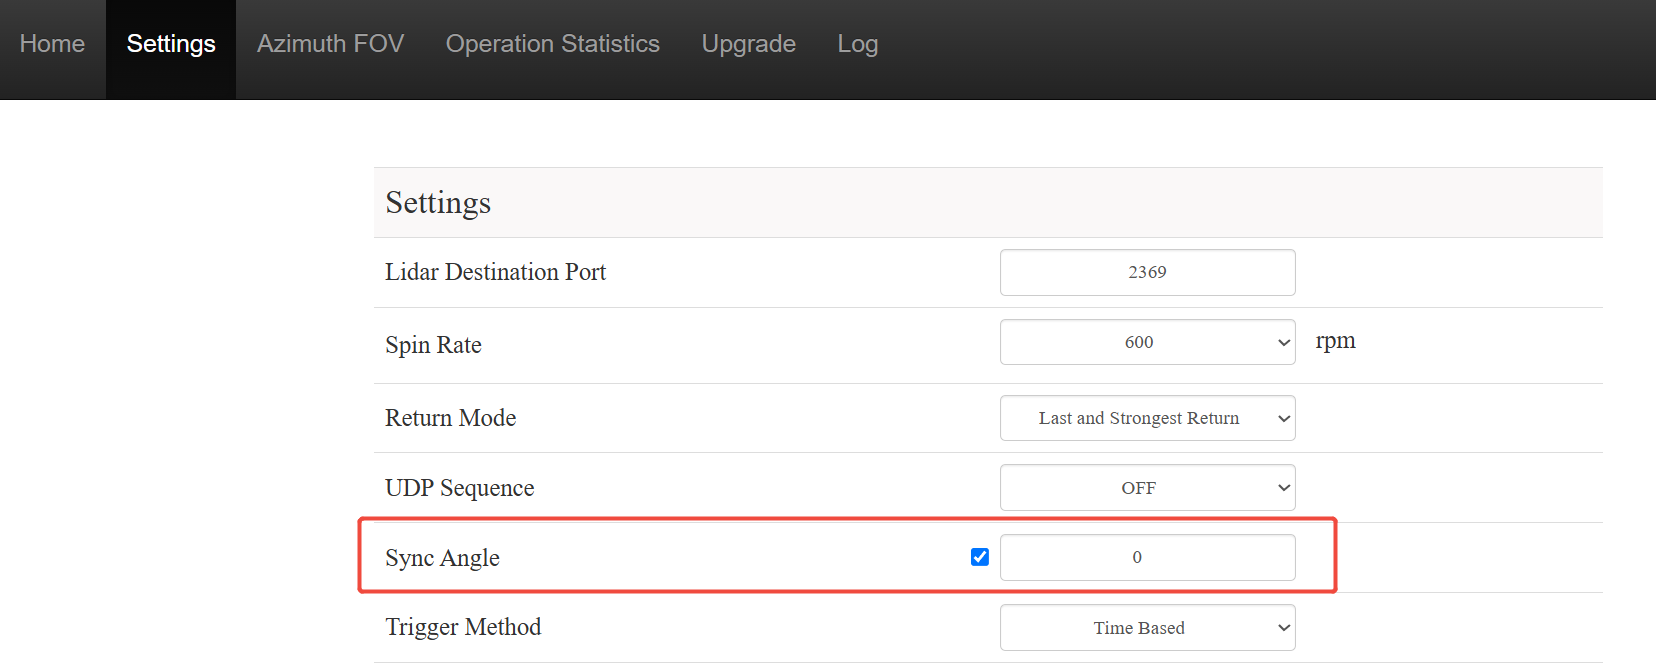 Home Settings Azimuth FOV Operation Statistics Upgrade Log
Settings
Lidar Destination Port 2369
Spin Rate 600 rpm
Return Mode Last and Strongest Return
UDP Sequence OFF
Sync Angle 0
Trigger Method Time Based